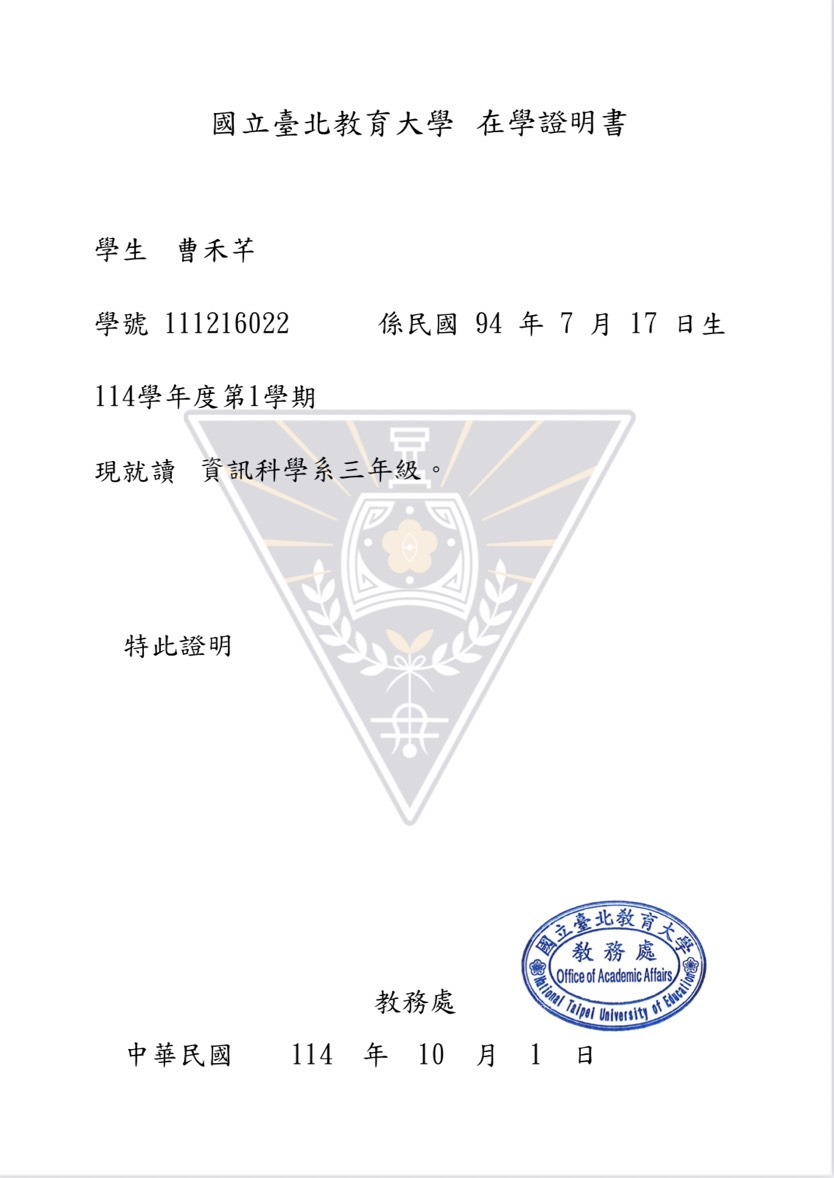 國立臺北教育大學 在學證明書
學生 曹禾芊
學號 111216022 係民國 94 年 7 月 17 日生
114學年度第1學期
現就讀 資訊科學系三年級。
特此證明
國立臺北教育大學
教務處
Office of Academic Affairs
National Taipei University of Education
教務處
中華民國 114 年 10 月 1 日